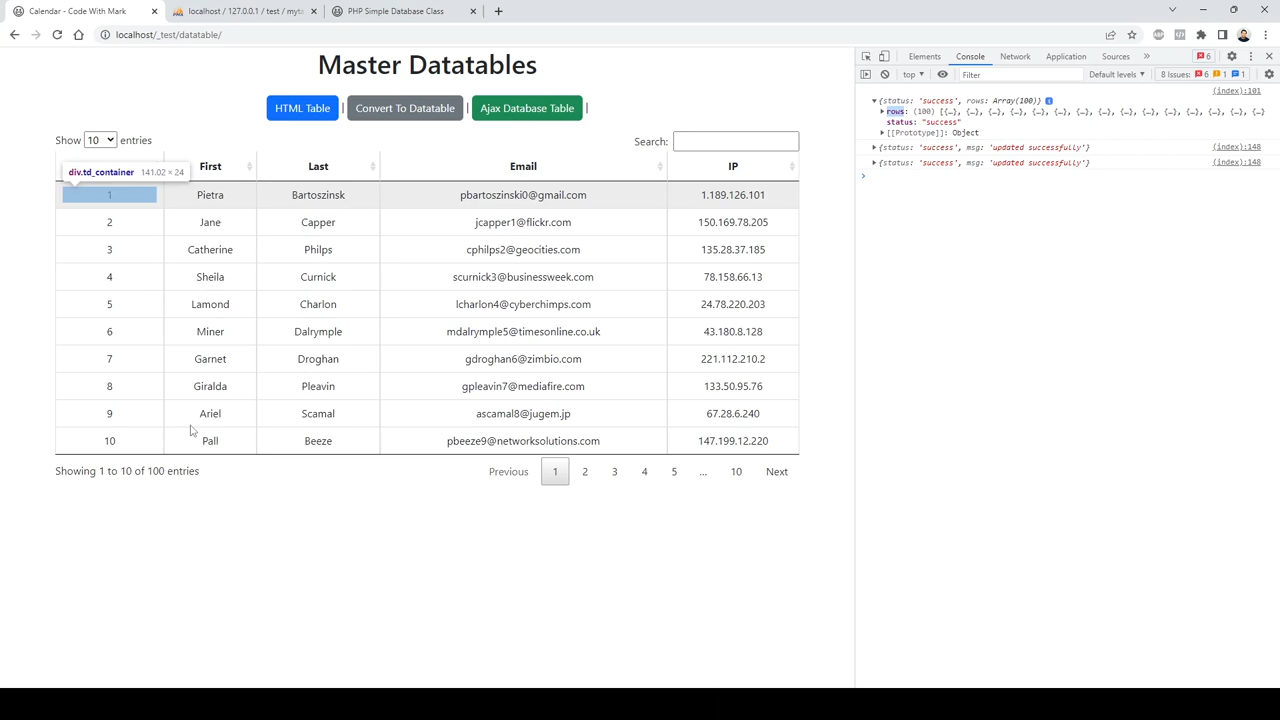 Calendar - Code With Mark
localhost / 127.0.0.1 / test / myta
PHP Simple Database Class
localhost/_test/datatable/
Master Datatables
HTML Table | Convert To Datatable | Ajax Database Table |
Show 10 entries
Search:
div.td_container 141.02 × 24
First Last Email IP
1 Pietra Bartoszinsk pbartoszinski0@gmail.com 1.189.126.101
2 Jane Capper jcapper1@flickr.com 150.169.78.205
3 Catherine Philps cphilps2@geocities.com 135.28.37.185
4 Sheila Curnick scurnick3@businessweek.com 78.158.66.13
5 Lamond Charlon lcharlon4@cyberchimps.com 24.78.220.203
6 Miner Dalrymple mdalrymple5@timesonline.co.uk 43.180.8.128
7 Garnet Droghan gdroghan6@zimbio.com 221.112.210.2
8 Giralda Pleavin gpleavin7@mediafire.com 133.50.95.76
9 Ariel Scamal ascamal8@jugem.jp 67.28.6.240
10 Pall Beeze pbeeze9@networksolutions.com 147.199.12.220
Showing 1 to 10 of 100 entries
Previous 1 2 3 4 5 … 10 Next
Elements Console Network Application Sources » 6
top Filter Default levels 8 Issues: 6 1 1
(index):101
{status: 'success', rows: Array(100)}
rows: (100) [{…}, {…}, {…}, {…}, {…}, {…}, {…}, {…}, {…}, {…}, {…}, {…}, {…}, {…}
status: "success"
[[Prototype]]: Object
{status: 'success', msg: 'updated successfully'} (index):148
{status: 'success', msg: 'updated successfully'} (index):148